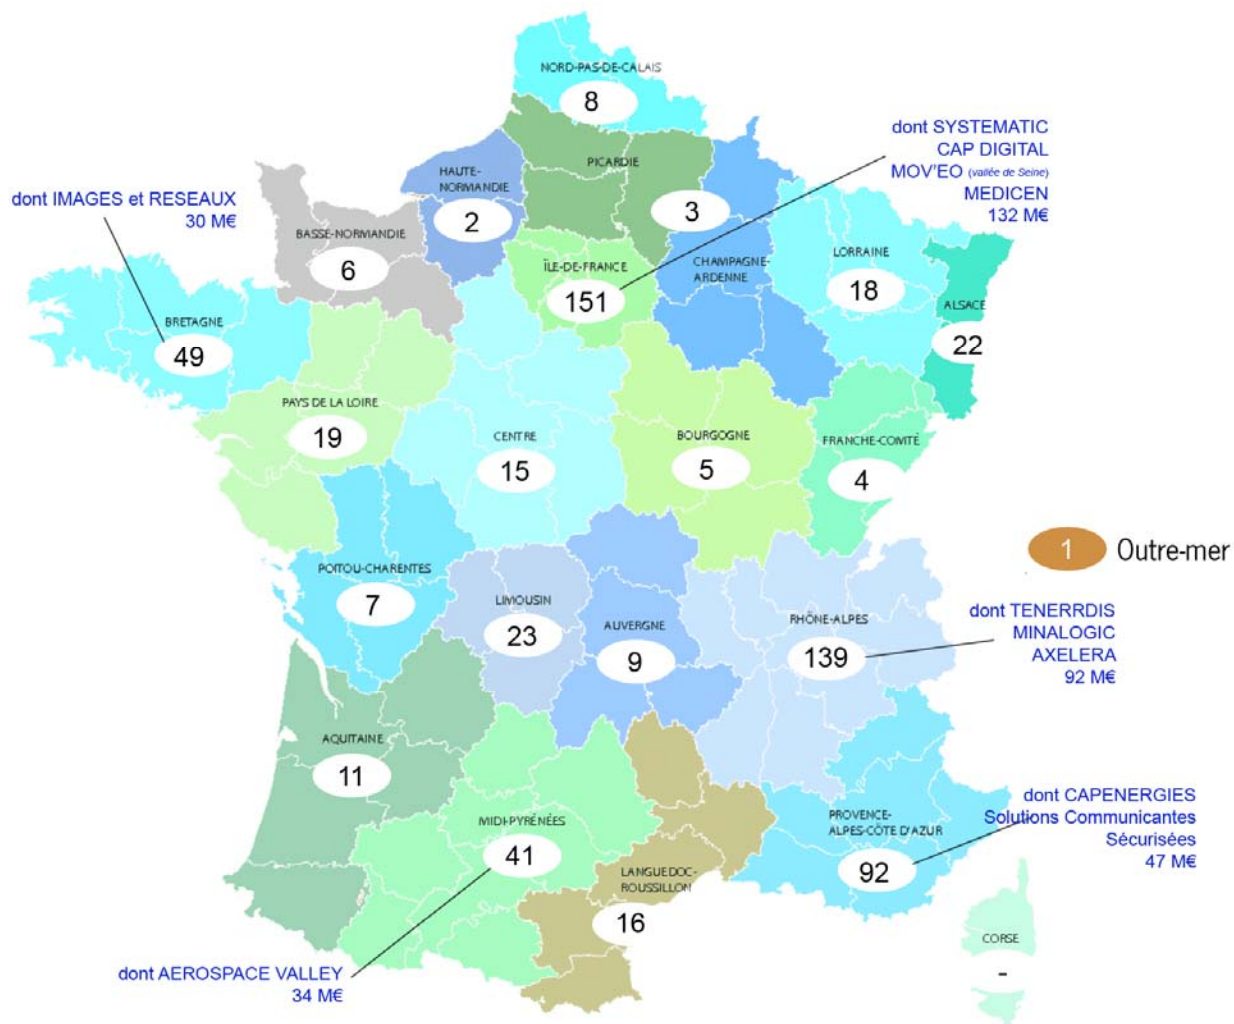 NORD-PAS-DE-CALAIS
8
dont SYSTEMATIC
CAP DIGITAL
MOV'EO (vallée de Seine)
MEDICEN
132 M€
PICARDIE
3
HAUTE-
NORMANDIE
2
dont IMAGES et RESEAUX
30 M€
BASSE-NORMANDIE
6
ÎLE-DE-FRANCE
151
CHAMPAGNE-
ARDENNE
LORRAINE
18
ALSACE
22
BRETAGNE
49
PAYS DE LA LOIRE
19
CENTRE
15
BOURGOGNE
5
FRANCHE-COMTÉ
4
1 Outre-mer
POITOU-CHARENTES
7
LIMOUSIN
23
AUVERGNE
9
RHÔNE-ALPES
139
dont TENERRDIS
MINALOGIC
AXELERA
92 M€
AQUITAINE
11
MIDI-PYRÉNÉES
41
LANGUEDOC-
ROUSSILLON
16
PROVENCE-
ALPES-CÔTE D'AZUR
92
dont CAPENERGIES
Solutions Communicantes
Sécurisées
47 M€
CORSE
-
dont AEROSPACE VALLEY
34 M€